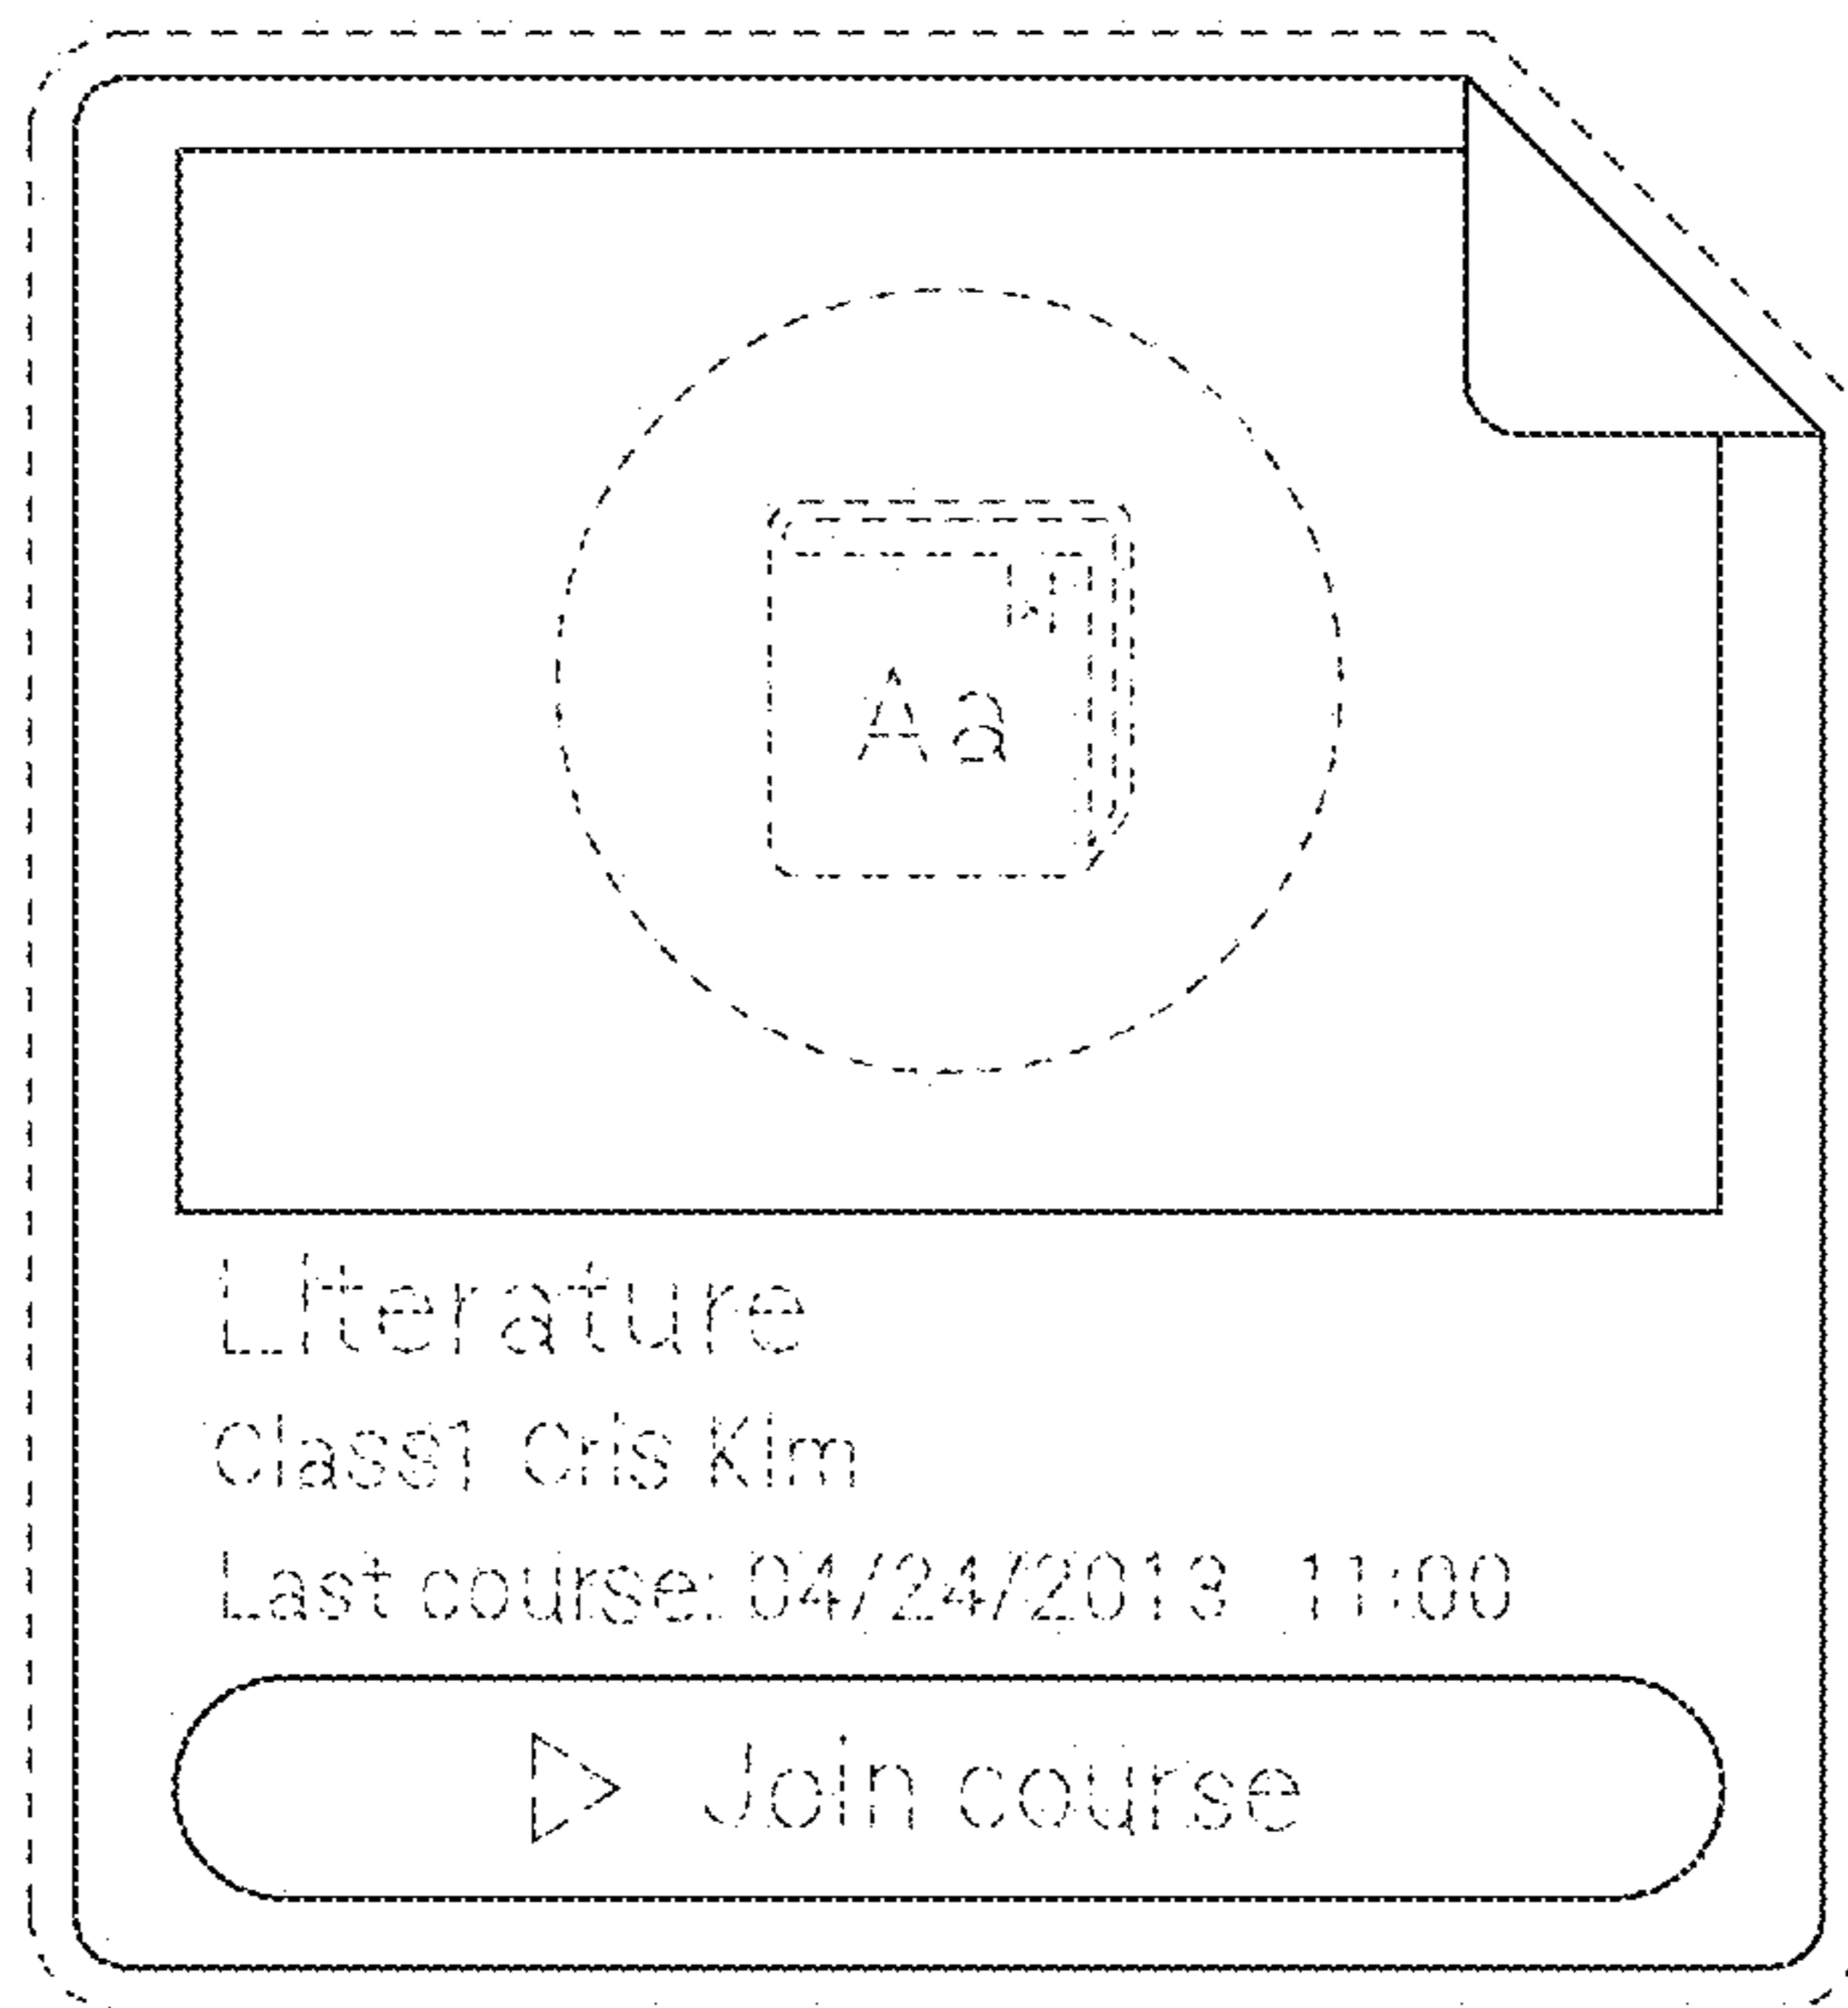 Aa
Literature
Class1 Cris Kim
Last course: 04/24/2013 11:00
Join course